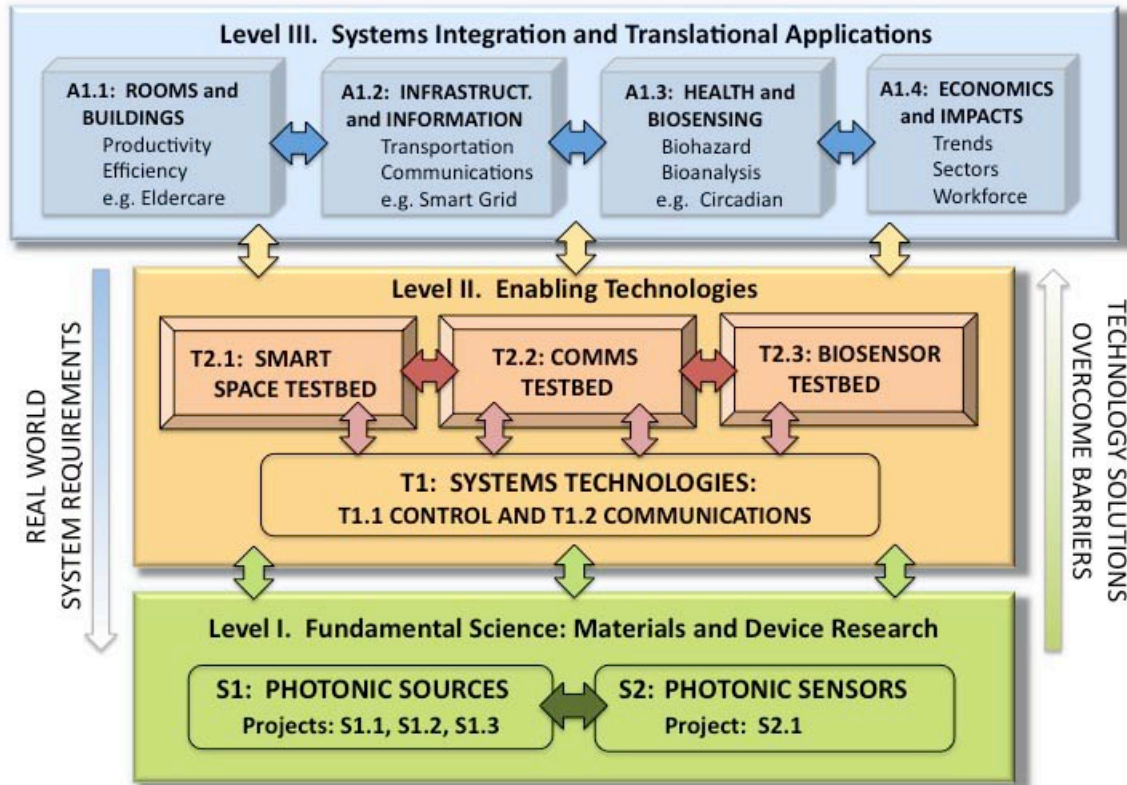 Level III.  Systems Integration and Translational Applications
A1.1: ROOMS and
BUILDINGS
Productivity
Efficiency
e.g. Eldercare
A1.2: INFRASTRUCT.
and INFORMATION
Transportation
Communications
e.g. Smart Grid
A1.3: HEALTH and
BIOSENSING
Biohazard
Bioanalysis
e.g. Circadian
A1.4: ECONOMICS
and IMPACTS
Trends
Sectors
Workforce
REAL WORLD
SYSTEM REQUIREMENTS
Level II. Enabling Technologies
T2.1: SMART
SPACE TESTBED
T2.2: COMMS
TESTBED
T2.3: BIOSENSOR
TESTBED
T1: SYSTEMS TECHNOLOGIES:
T1.1 CONTROL AND T1.2 COMMUNICATIONS
TECHNOLOGY SOLUTIONS
OVERCOME BARRIERS
Level I. Fundamental Science: Materials and Device Research
S1: PHOTONIC SOURCES
Projects: S1.1, S1.2, S1.3
S2: PHOTONIC SENSORS
Project: S2.1